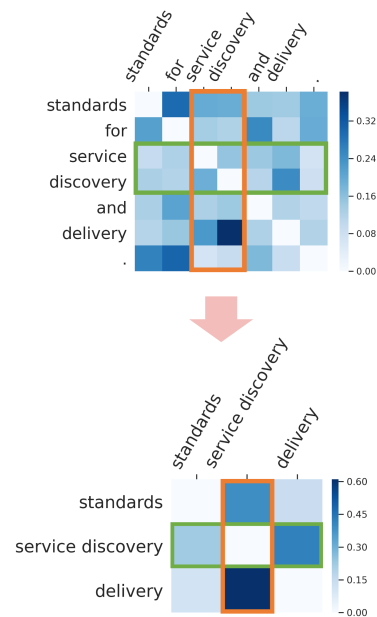 standards
for
service
discovery
and
delivery
.
standards
for
service
discovery
and
delivery
.
0.32
0.24
0.16
0.08
0.00
standards
service discovery
delivery
standards
service discovery
delivery
0.60
0.45
0.30
0.15
0.00